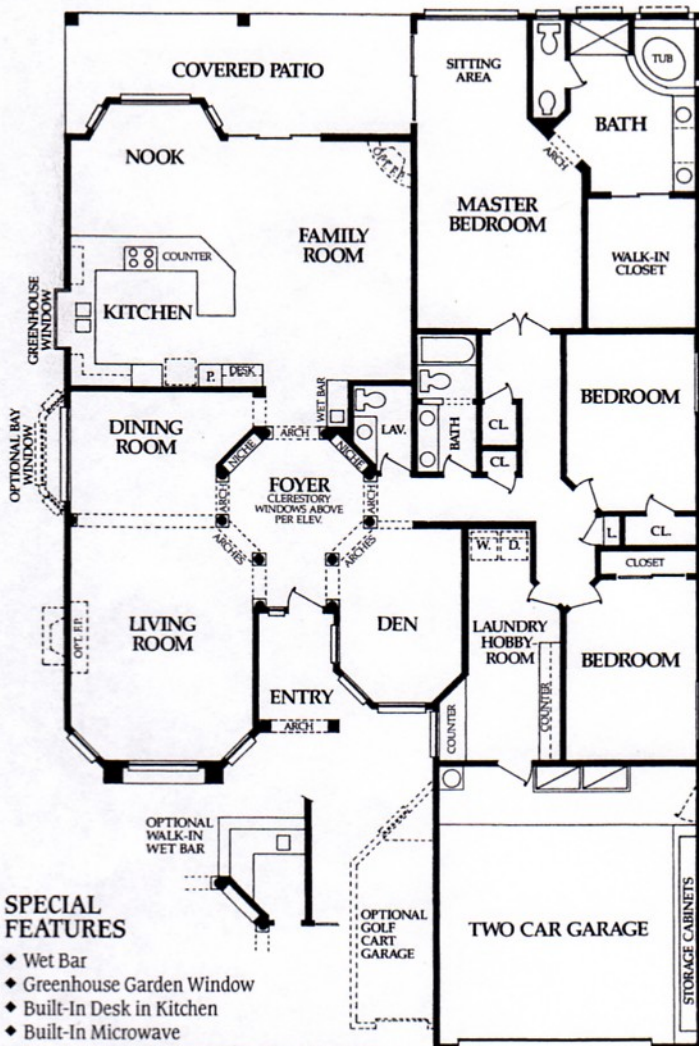 COVERED PATIO
SITTING
AREA
TUB
BATH
ARCH
NOOK
OPT. F.P.
FAMILY
ROOM
MASTER
BEDROOM
COUNTER
WALK-IN
CLOSET
GREENHOUSE
WINDOW
KITCHEN
P.
DESK
WET BAR
LAV.
BATH
CL.
CL.
BEDROOM
OPTIONAL BAY
WINDOW
DINING
ROOM
NICHE
ARCH
NICHE
ARCH
FOYER
CLERESTORY
WINDOWS ABOVE
PER ELEV.
ARCH
ARCHES
ARCHES
W.
D.
L.
CL.
CLOSET
OPT. F.P.
LIVING
ROOM
DEN
LAUNDRY
HOBBY-
ROOM
BEDROOM
ENTRY
ARCH
COUNTER
COUNTER
OPTIONAL
WALK-IN
WET BAR
OPTIONAL
GOLF
CART
GARAGE
TWO CAR GARAGE
STORAGE CABINETS
SPECIAL
FEATURES
◆ Wet Bar
◆ Greenhouse Garden Window
◆ Built-In Desk in Kitchen
◆ Built-In Microwave